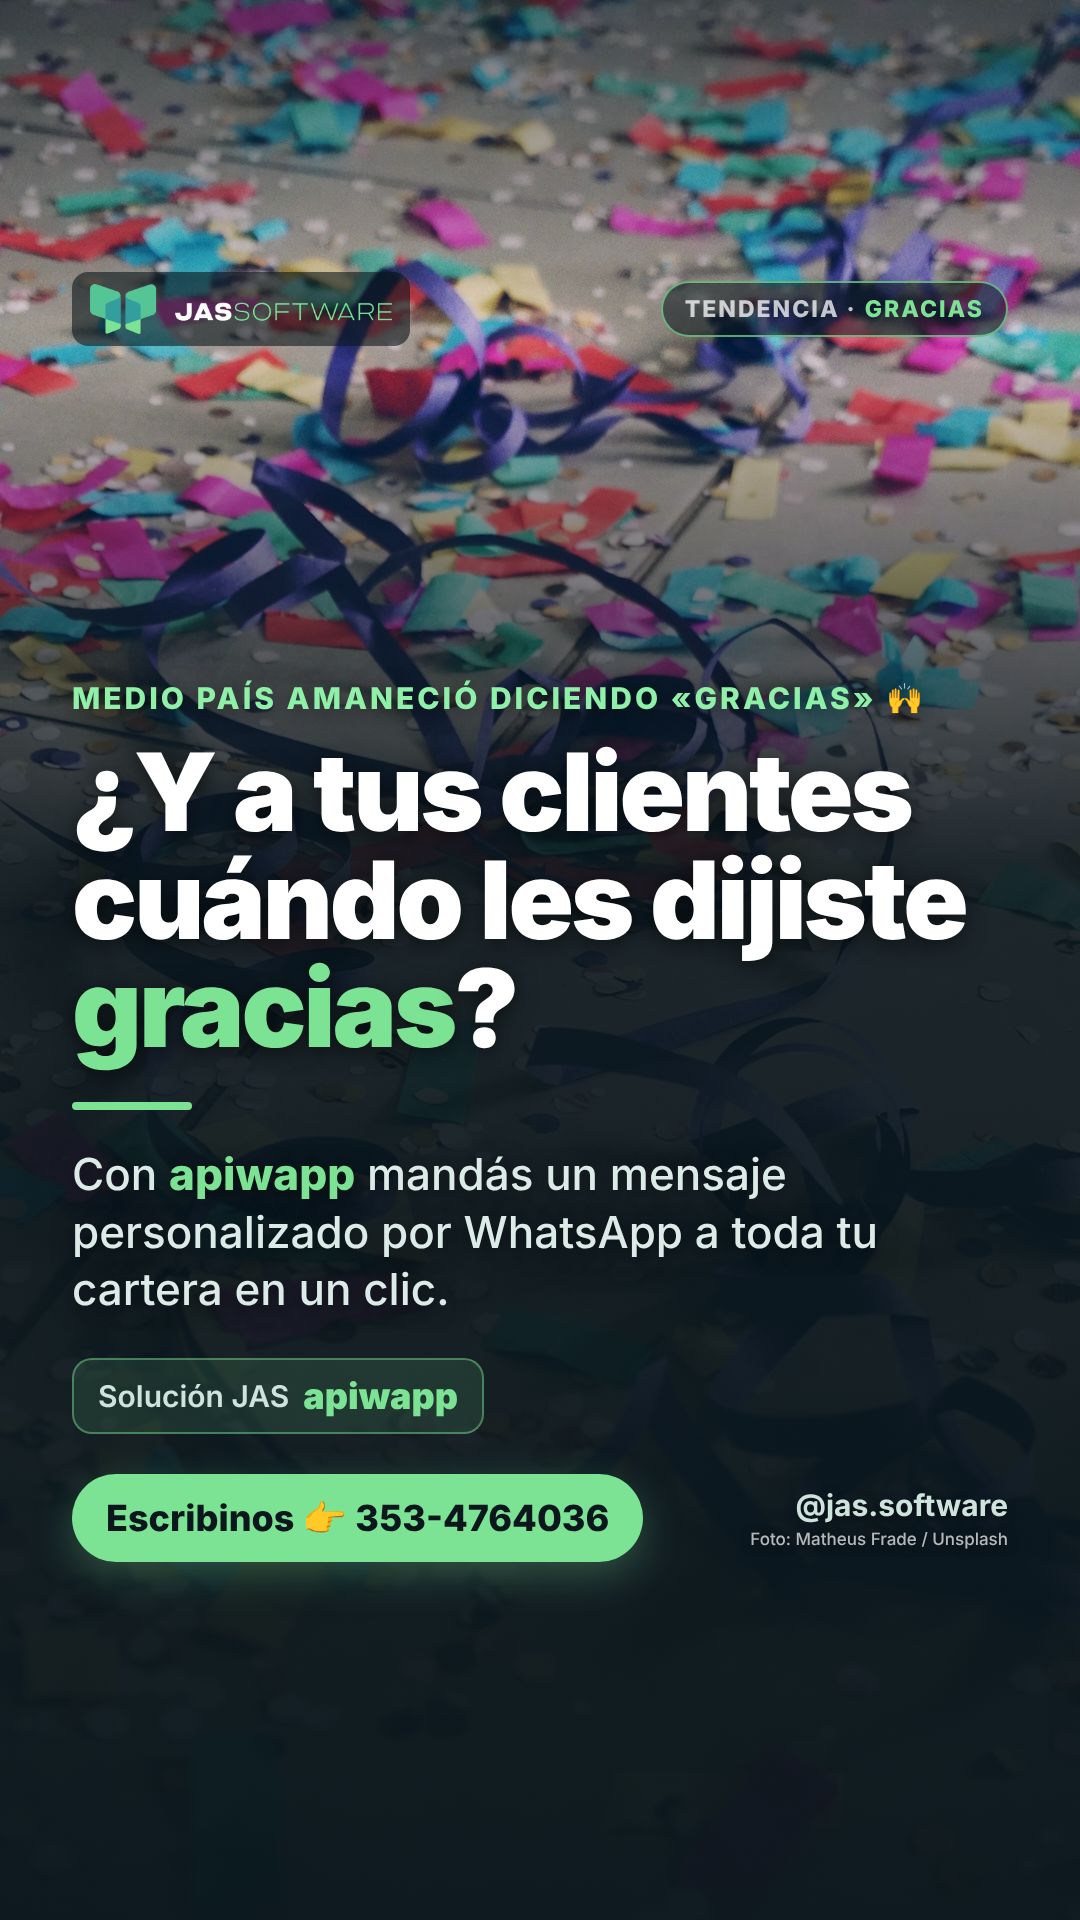 JASSOFTWARE
TENDENCIA · GRACIAS
MEDIO PAÍS AMANECIÓ DICIENDO «GRACIAS» 🙌
¿Y a tus clientes
cuándo les dijiste
gracias?
Con apiwapp mandás un mensaje
personalizado por WhatsApp a toda tu
cartera en un clic.
Solución JAS apiwapp
Escribinos 👉 353-4764036
@jas.software
Foto: Matheus Frade / Unsplash